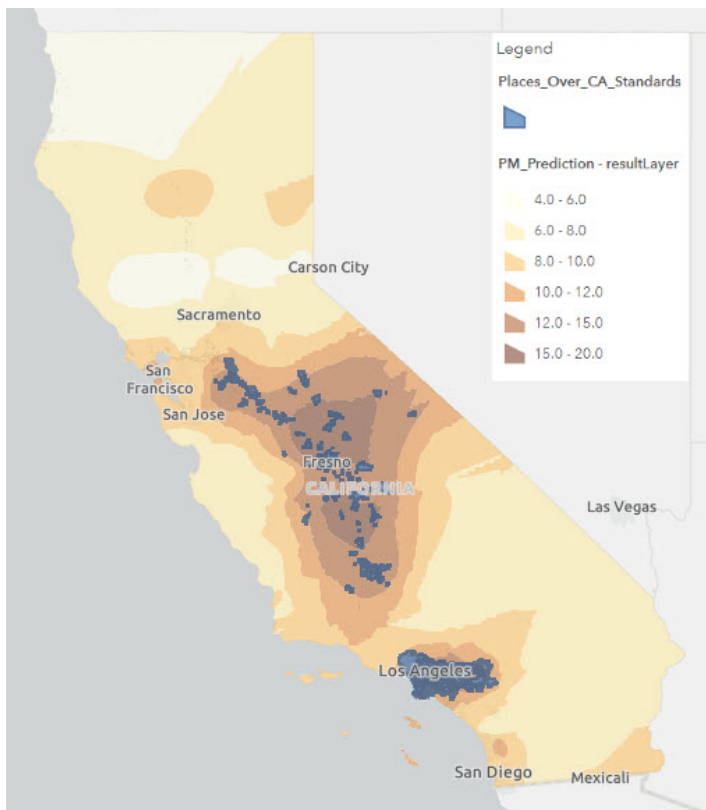 Legend
Places_Over_CA_Standards
PM_Prediction - resultLayer
4.0 - 6.0
6.0 - 8.0
8.0 - 10.0
10.0 - 12.0
12.0 - 15.0
15.0 - 20.0
Carson City
Sacramento
San
Francisco
San Jose
Fresno
CALIFORNIA
Las Vegas
Los Angeles
San Diego
Mexicali